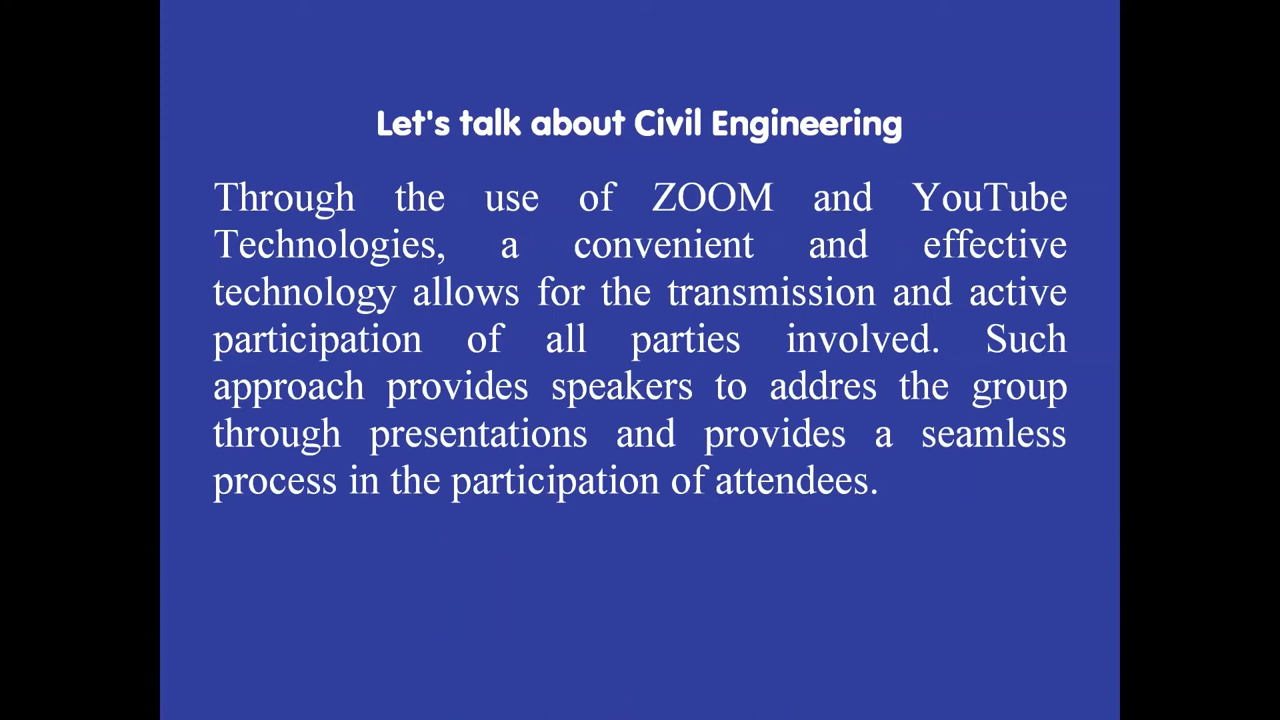 Let's talk about Civil Engineering
Through the use of ZOOM and YouTube
Technologies, a convenient and effective
technology allows for the transmission and active
participation of all parties involved. Such
approach provides speakers to addres the group
through presentations and provides a seamless
process in the participation of attendees.